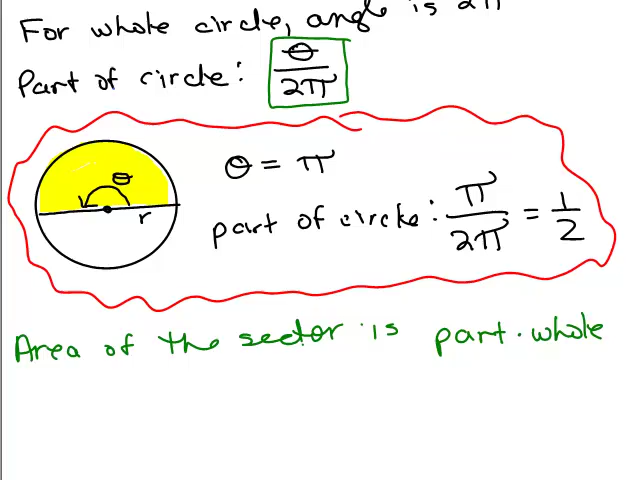 For whole circle, angle is 2π
Part of circle: θ/2π
θ = π
part of circle: π/2π = 1/2
θ
r
Area of the sector is part · whole